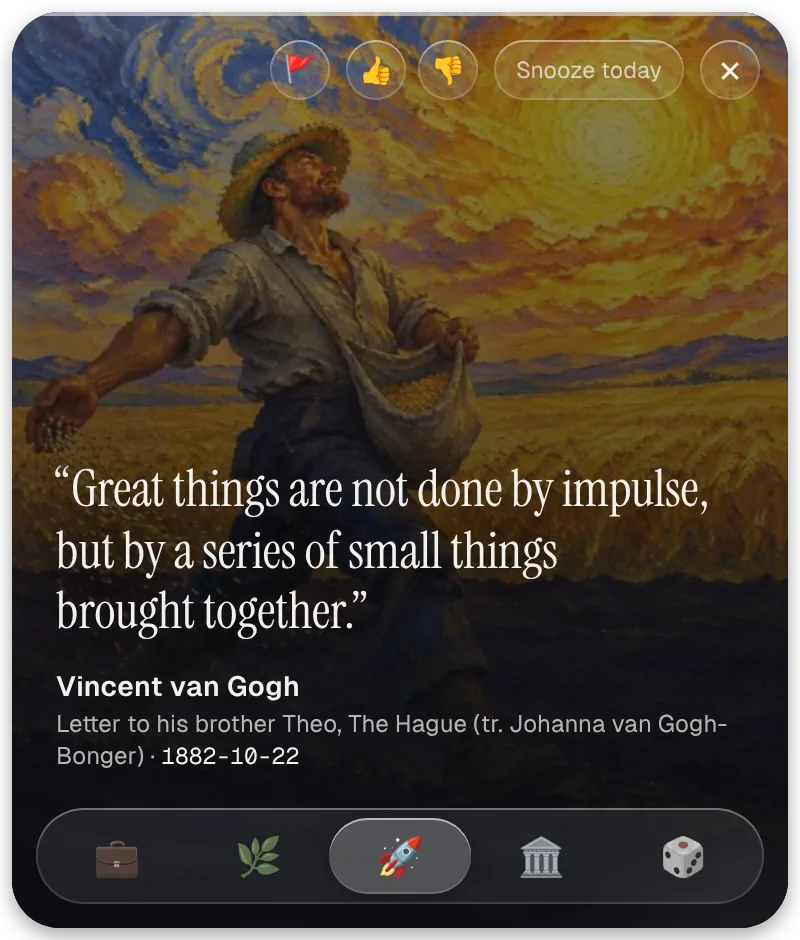 Snooze today
“Great things are not done by impulse,
but by a series of small things
brought together.”
Vincent van Gogh
Letter to his brother Theo, The Hague (tr. Johanna van Gogh-
Bonger) · 1882-10-22